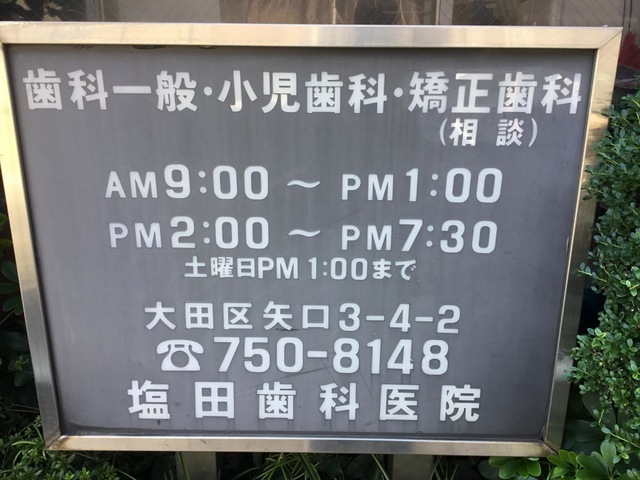 歯科一般・小児歯科・矯正歯科
(相談)
AM9:00 ～ PM1:00
PM2:00 ～ PM7:30
土曜日PM1:00まで
大田区矢口3-4-2
☎750-8148
塩田歯科医院